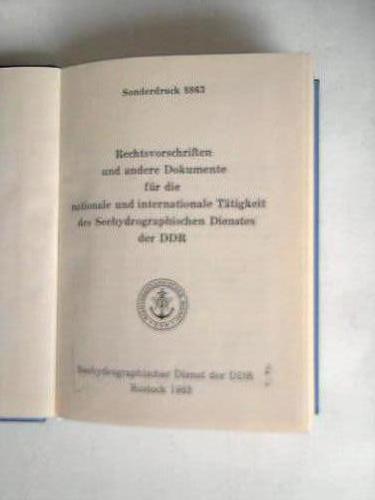 Sonderdruck 8863
Rechtsvorschriften
und andere Dokumente
für die
nationale und internationale Tätigkeit
des Seehydrographischen Dienstes
der DDR
Seehydrographischer Dienst der DDR
Rostock 1983